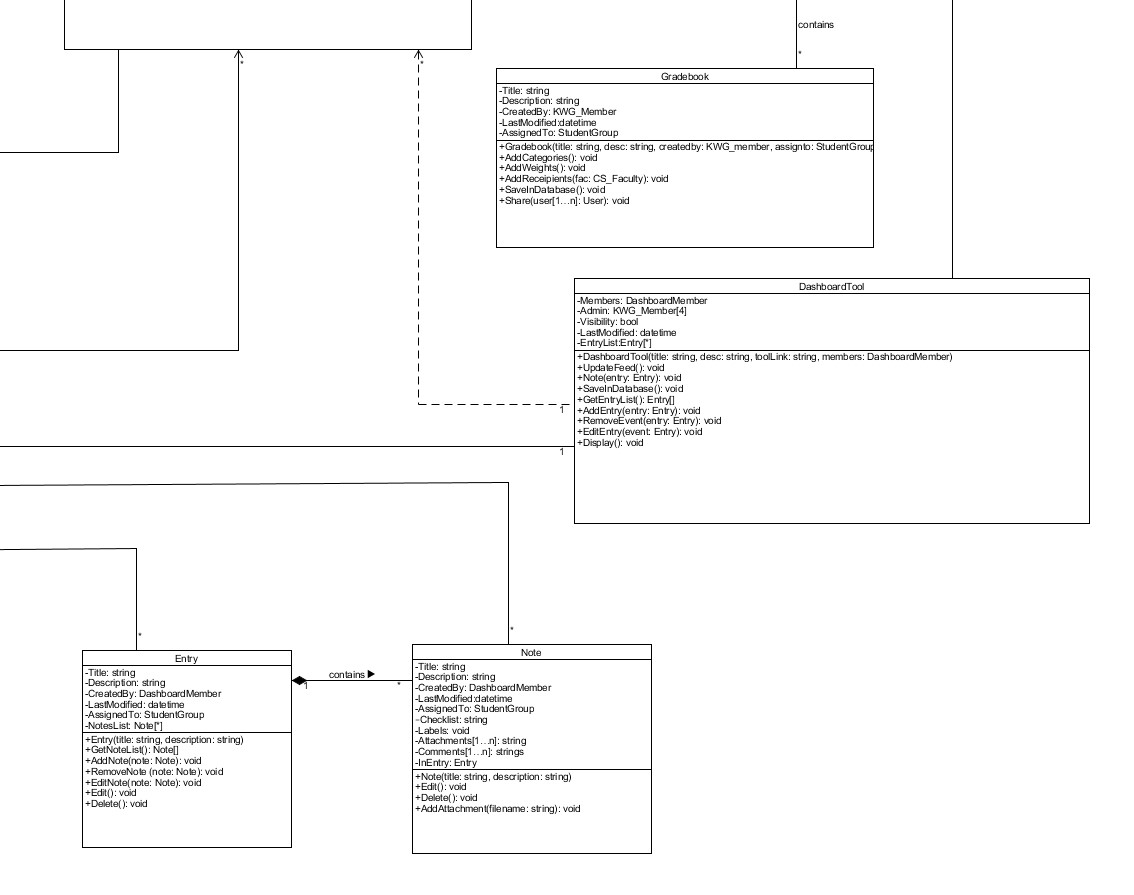 contains
*
*
*
Gradebook
-Title: string
-Description: string
-CreatedBy: KWG_Member
-LastModified:datetime
-AssignedTo: StudentGroup
+Gradebook(title: string, desc: string, createdby: KWG_member, assignto: StudentGroup
+AddCategories(): void
+AddWeights(): void
+AddReceipients(fac: CS_Faculty): void
+SaveInDatabase(): void
+Share(user[1...n]: User): void
DashboardTool
-Members: DashboardMember
-Admin: KWG_Member[4]
-Visibility: bool
-LastModified: datetime
-EntryList:Entry[*]
+DashboardTool(title: string, desc: string, toolLink: string, members: DashboardMember)
+UpdateFeed(): void
+Note(entry: Entry): void
+SaveInDatabase(): void
+GetEntryList(): Entry[]
+AddEntry(entry: Entry): void
+RemoveEvent(entry: Entry): void
+EditEntry(event: Entry): void
+Display(): void
1
1
*
*
Entry
-Title: string
-Description: string
-CreatedBy: DashboardMember
-LastModified: datetime
-AssignedTo: StudentGroup
-NotesList: Note[*]
+Entry(title: string, description: string)
+GetNoteList(): Note[]
+AddNote(note: Note): void
+RemoveNote (note: Note): void
+EditNote(note: Note): void
+Edit(): void
+Delete(): void
contains
1
*
Note
-Title: string
-Description: string
-CreatedBy: DashboardMember
-LastModified:datetime
-AssignedTo: StudentGroup
-Checklist: string
-Labels: void
-Attachments[1...n]: string
-Comments[1...n]: strings
-InEntry: Entry
+Note(title: string, description: string)
+Edit(): void
+Delete(): void
+AddAttachment(filename: string): void